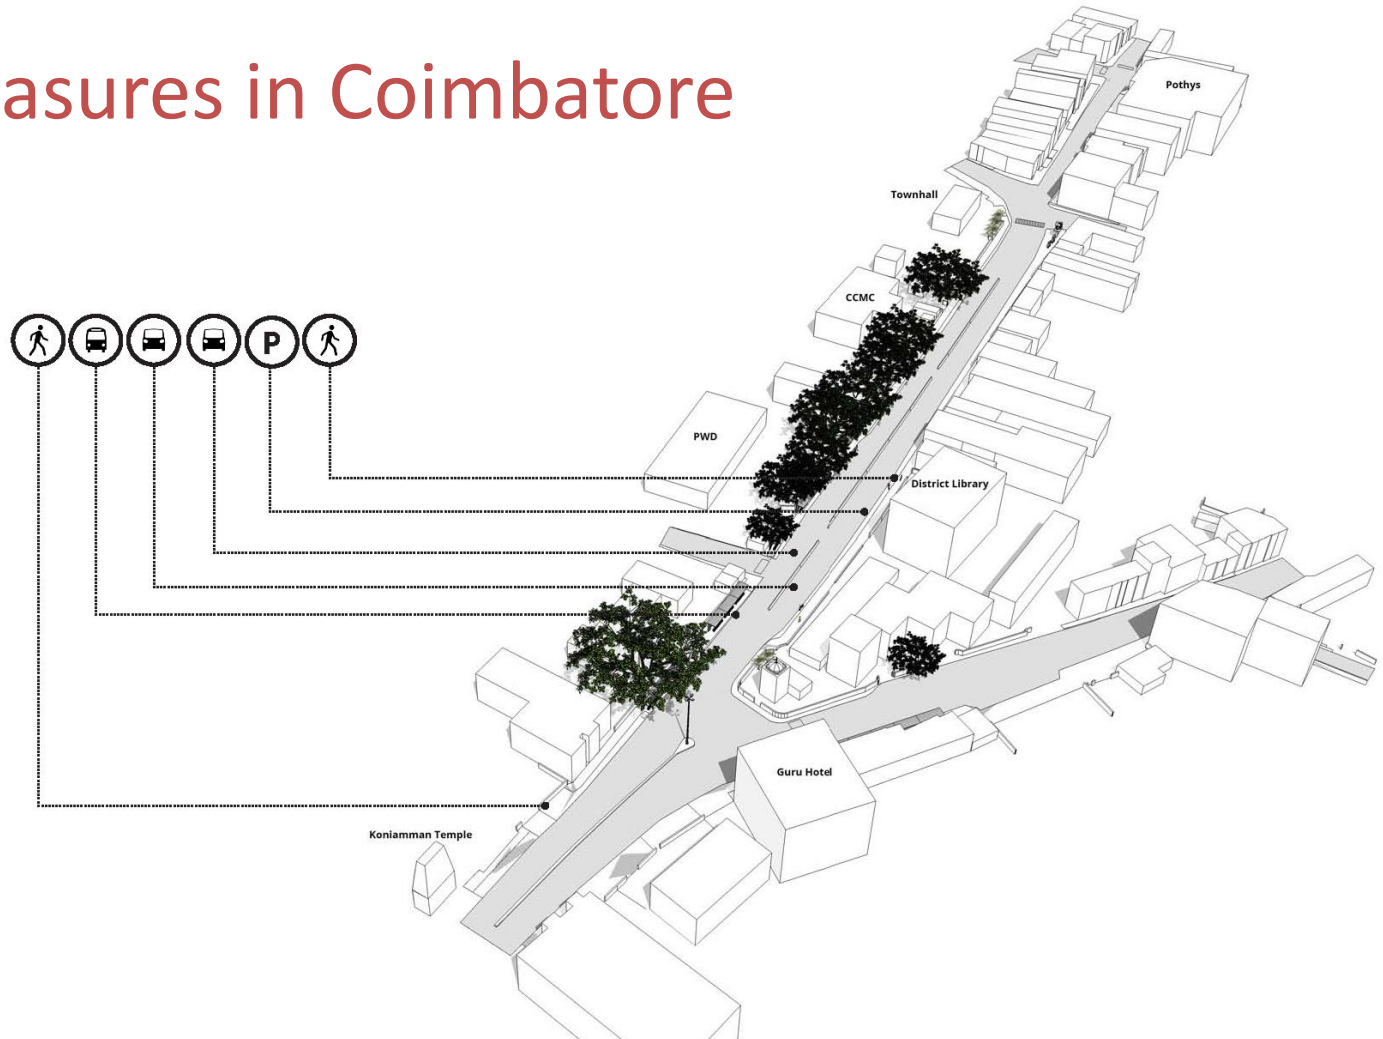 asures in Coimbatore
Pothys
Townhall
CCMC
P
PWD
District Library
Guru Hotel
Koniamman Temple